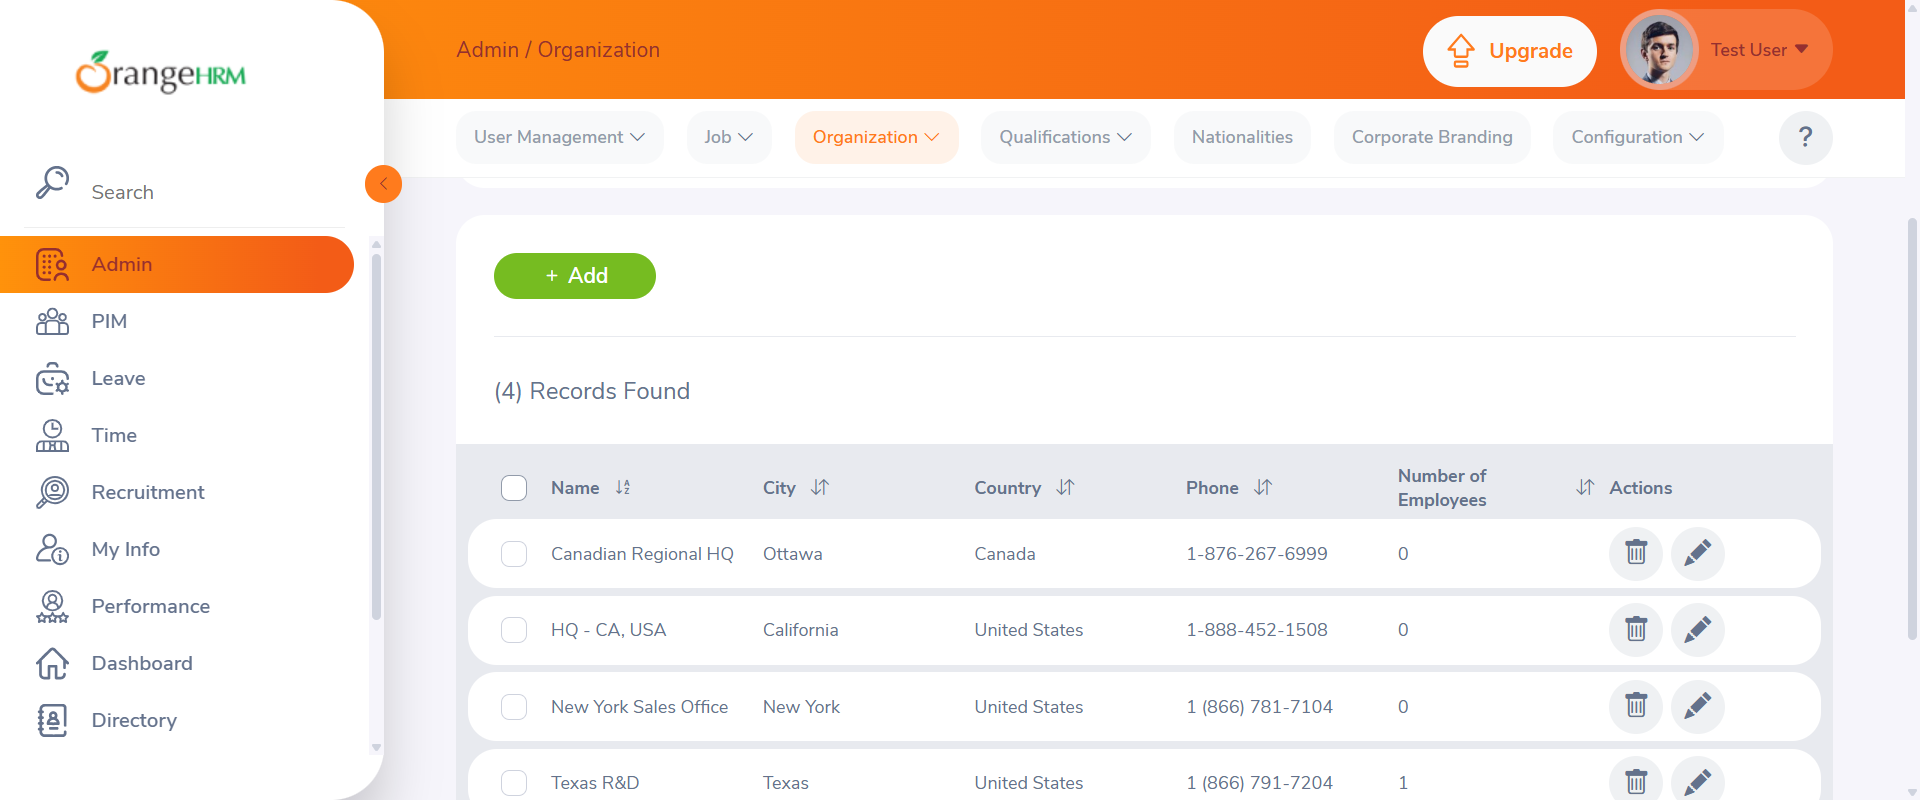 OrangeHRM
Admin / Organization
Upgrade
Test User
User Management
Job
Organization
Qualifications
Nationalities
Corporate Branding
Configuration
?
Search
Admin
PIM
Leave
Time
Recruitment
My Info
Performance
Dashboard
Directory
+ Add
(4) Records Found
Name City Country Phone Number of Employees Actions
Canadian Regional HQ Ottawa Canada 1-876-267-6999 0
HQ - CA, USA California United States 1-888-452-1508 0
New York Sales Office New York United States 1 (866) 781-7104 0
Texas R&D Texas United States 1 (866) 791-7204 1